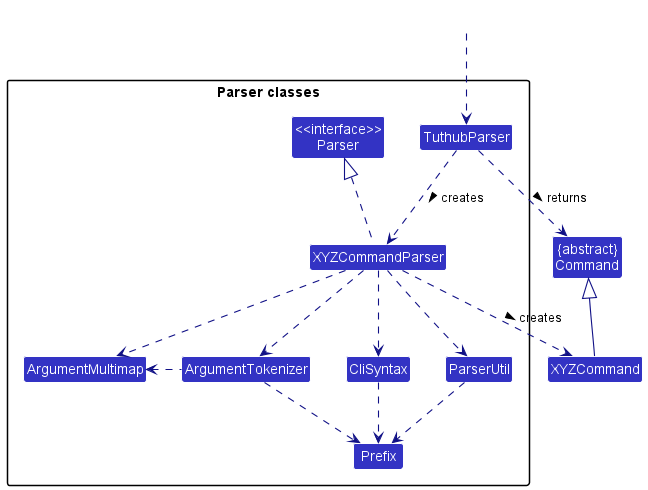 Parser classes
<<interface>>
Parser
TuthubParser
creates
returns
{abstract}
Command
XYZCommandParser
creates
ArgumentMultimap
ArgumentTokenizer
CliSyntax
ParserUtil
XYZCommand
Prefix